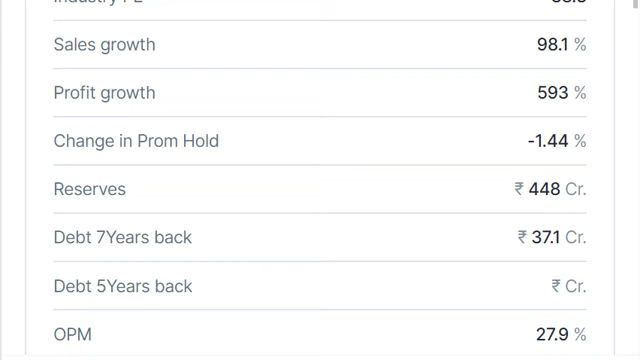 Sales growth 98.1 %
Profit growth 593 %
Change in Prom Hold -1.44 %
Reserves ₹ 448 Cr.
Debt 7Years back ₹ 37.1 Cr.
Debt 5Years back ₹ Cr.
OPM 27.9 %